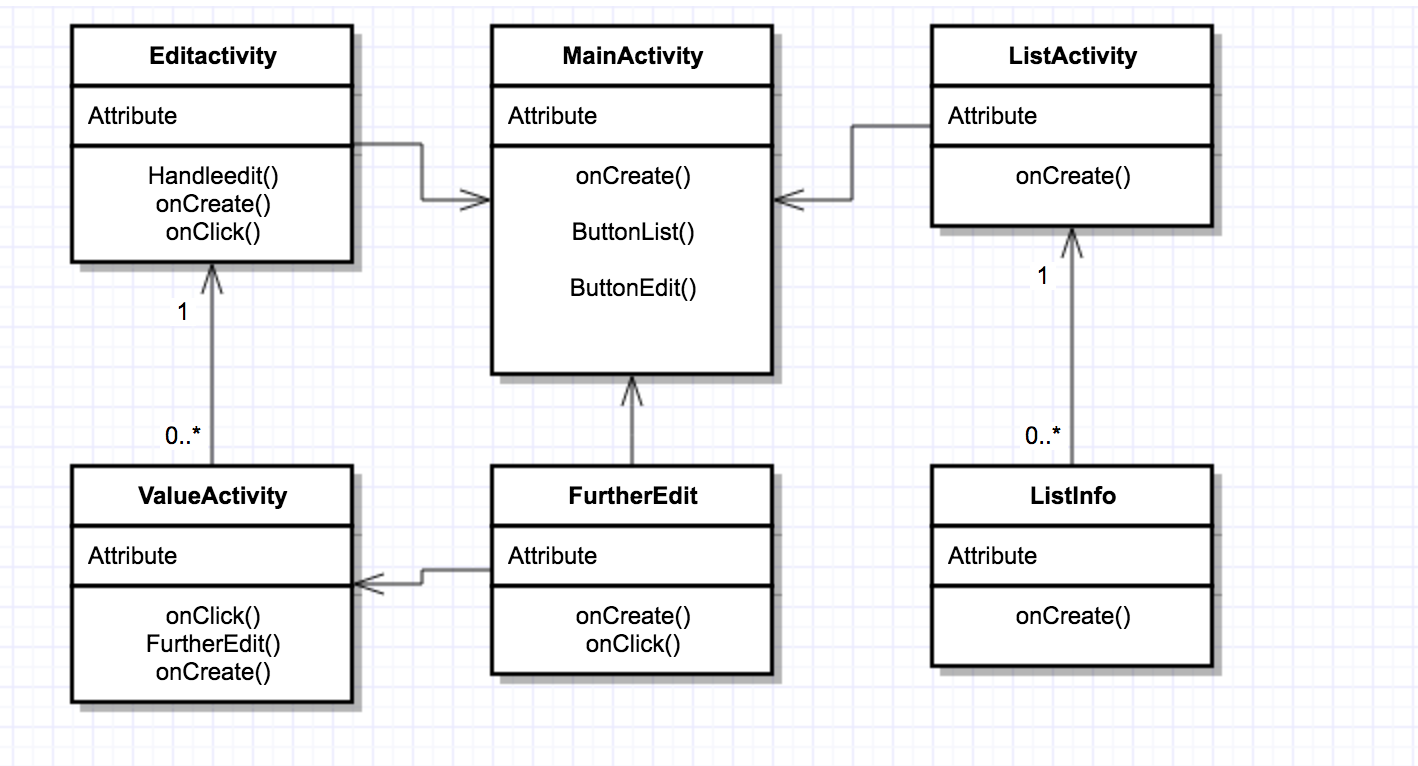 Editactivity
Attribute
Handleedit()
onCreate()
onClick()
MainActivity
Attribute
onCreate()
ButtonList()
ButtonEdit()
ListActivity
Attribute
onCreate()
1
0..*
1
0..*
ValueActivity
Attribute
onClick()
FurtherEdit()
onCreate()
FurtherEdit
Attribute
onCreate()
onClick()
ListInfo
Attribute
onCreate()